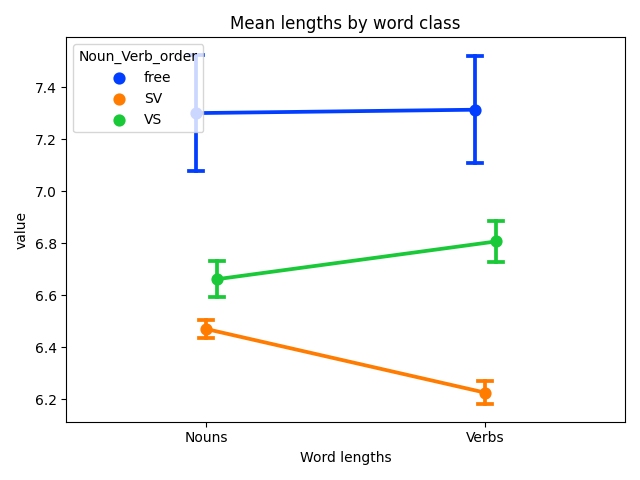 Mean lengths by word class
Noun_Verb_order
free
SV
VS
value
7.4
7.2
7.0
6.8
6.6
6.4
6.2
Nouns
Verbs
Word lengths